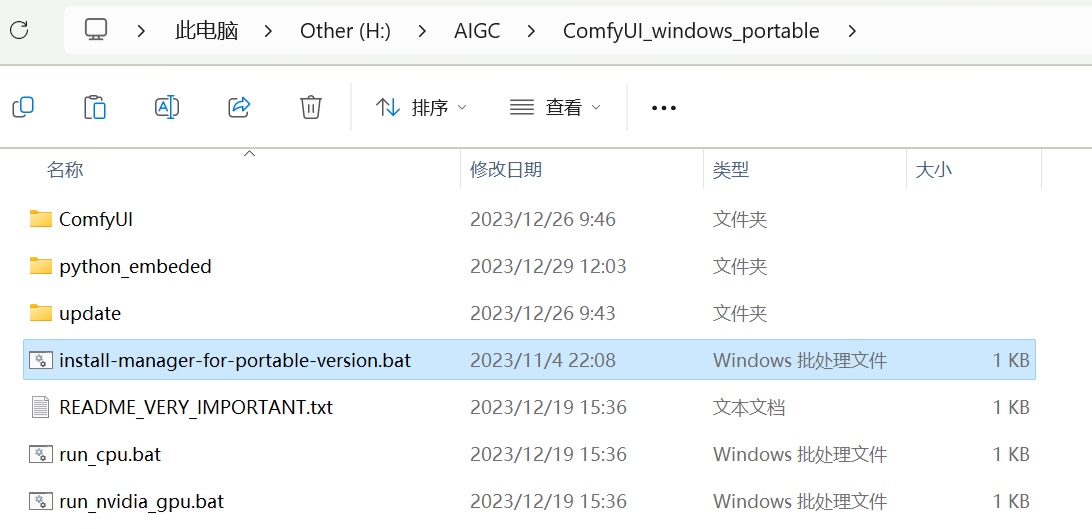 此电脑 Other (H:) AIGC ComfyUI_windows_portable
排序 查看
名称 修改日期 类型 大小
ComfyUI 2023/12/26 9:46 文件夹
python_embeded 2023/12/29 12:03 文件夹
update 2023/12/26 9:43 文件夹
install-manager-for-portable-version.bat 2023/11/4 22:08 Windows 批处理文件 1 KB
README_VERY_IMPORTANT.txt 2023/12/19 15:36 文本文档 1 KB
run_cpu.bat 2023/12/19 15:36 Windows 批处理文件 1 KB
run_nvidia_gpu.bat 2023/12/19 15:36 Windows 批处理文件 1 KB